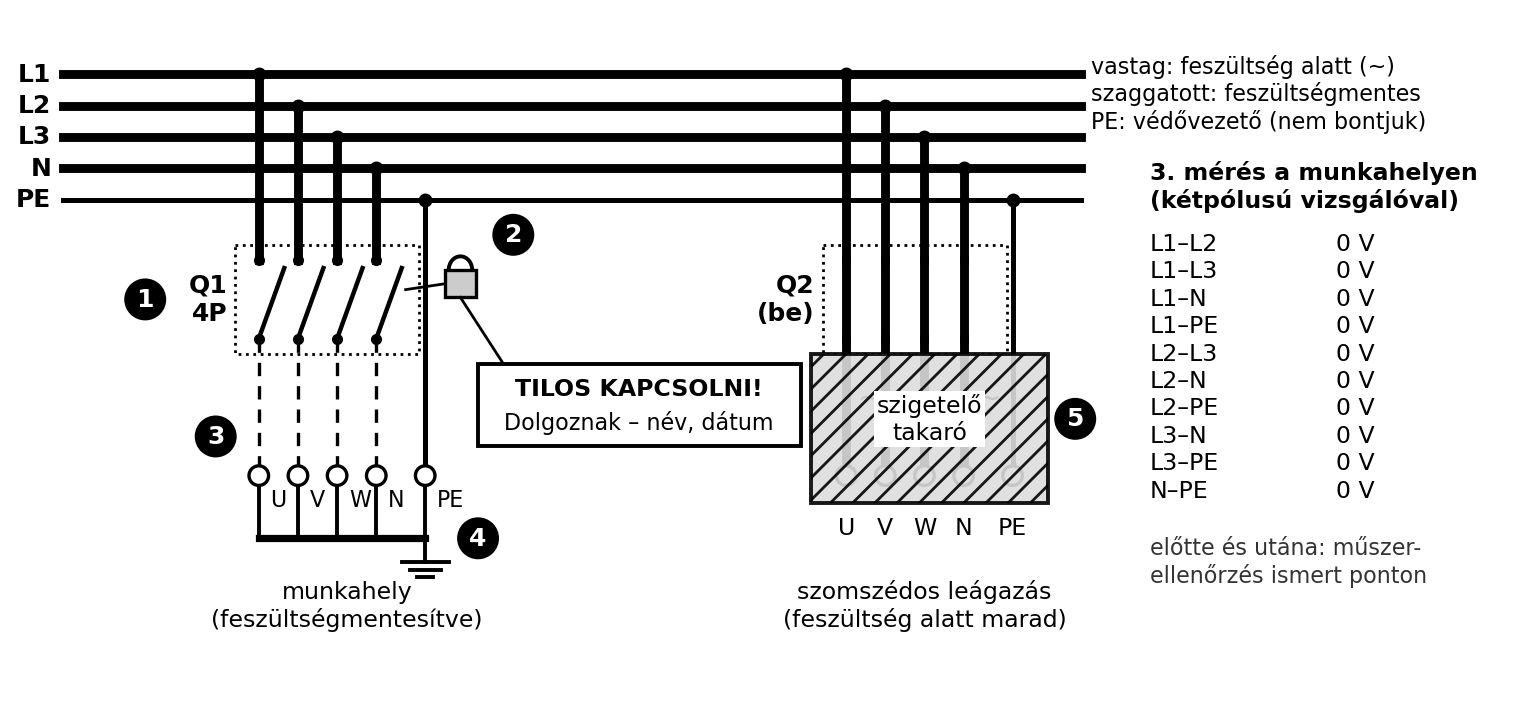 L1
L2
L3
N
PE
vastag: feszültség alatt (~)
szaggatott: feszültségmentes
PE: védővezető (nem bontjuk)
1
Q1
4P
2
TILOS KAPCSOLNI!
Dolgoznak – név, dátum
3
U V W N PE
4
munkahely
(feszültségmentesítve)
Q2
(be)
szigetelő
takaró
5
U V W N PE
szomszédos leágazás
(feszültség alatt marad)
3. mérés a munkahelyen
(kétpólusú vizsgálóval)
L1–L2 0 V
L1–L3 0 V
L1–N 0 V
L1–PE 0 V
L2–L3 0 V
L2–N 0 V
L2–PE 0 V
L3–N 0 V
L3–PE 0 V
N–PE 0 V
előtte és utána: műszer-
ellenőrzés ismert ponton